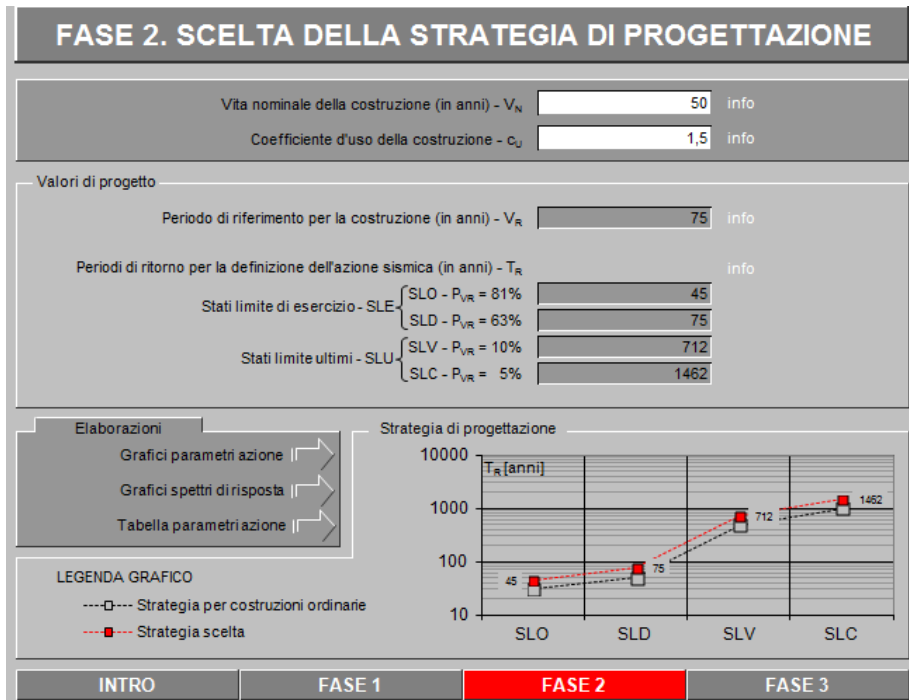 FASE 2. SCELTA DELLA STRATEGIA DI PROGETTAZIONE
Vita nominale della costruzione (in anni) - VN 50 info
Coefficiente d'uso della costruzione - cU 1,5 info
Valori di progetto
Periodo di riferimento per la costruzione (in anni) - VR 75 info
Periodi di ritorno per la definizione dell'azione sismica (in anni) - TR info
Stati limite di esercizio - SLE
SLO - PVR = 81% 45
SLD - PVR = 63% 75
Stati limite ultimi - SLU
SLV - PVR = 10% 712
SLC - PVR = 5% 1462
Elaborazioni
Grafici parametri azione
Grafici spettri di risposta
Tabella parametri azione
Strategia di progettazione
TR [anni]
10000
1000
100
10
45
75
712
1462
SLO SLD SLV SLC
LEGENDA GRAFICO
Strategia per costruzioni ordinarie
Strategia scelta
INTRO FASE 1 FASE 2 FASE 3